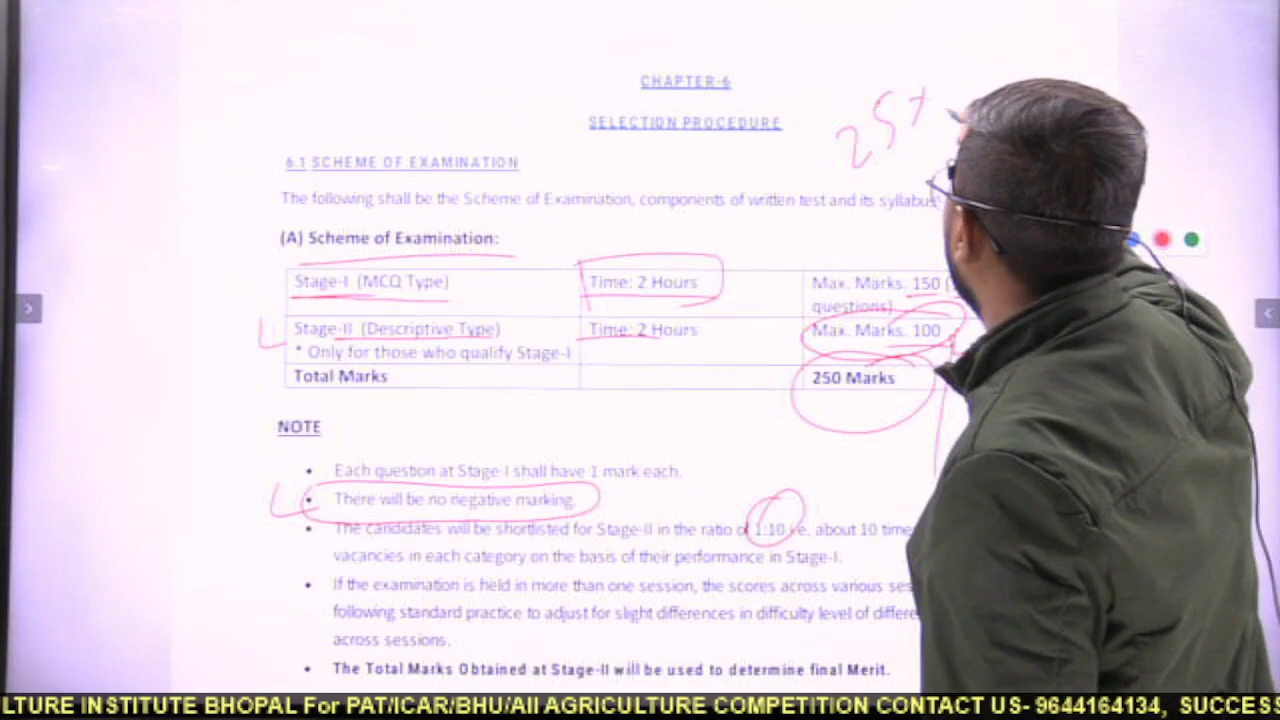 CHAPTER-6
SELECTION PROCEDURE
25+
6.1 SCHEME OF EXAMINATION
The following shall be the Scheme of Examination, components of written test and its syllabus
(A) Scheme of Examination:
Stage-I (MCQ Type) Time: 2 Hours Max. Marks. 150 (
questions)
Stage-II (Descriptive Type) Time: 2 Hours Max. Marks. 100
* Only for those who qualify Stage-I
Total Marks 250 Marks
NOTE
• Each question at Stage-I shall have 1 mark each.
• There will be no negative marking.
• The candidates will be shortlisted for Stage-II in the ratio of 1:10 i.e. about 10 time
vacancies in each category on the basis of their performance in Stage-I.
• If the examination is held in more than one session, the scores across various ses
following standard practice to adjust for slight differences in difficulty level of differe
across sessions.
• The Total Marks Obtained at Stage-II will be used to determine final Merit.
LTURE INSTITUTE BHOPAL For PAT/ICAR/BHU/All AGRICULTURE COMPETITION CONTACT US- 9644164134, SUCCESS